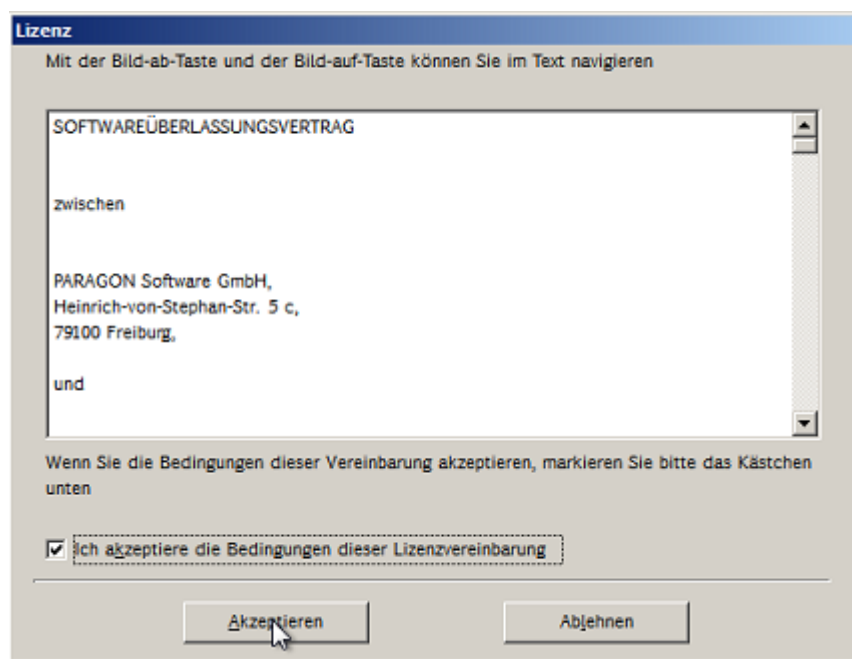 Lizenz
Mit der Bild-ab-Taste und der Bild-auf-Taste können Sie im Text navigieren
SOFTWAREÜBERLASSUNGSVERTRAG
zwischen
PARAGON Software GmbH,
Heinrich-von-Stephan-Str. 5 c,
79100 Freiburg,
und
Wenn Sie die Bedingungen dieser Vereinbarung akzeptieren, markieren Sie bitte das Kästchen
unten
Ich akzeptiere die Bedingungen dieser Lizenzvereinbarung
Akzeptieren
Ablehnen